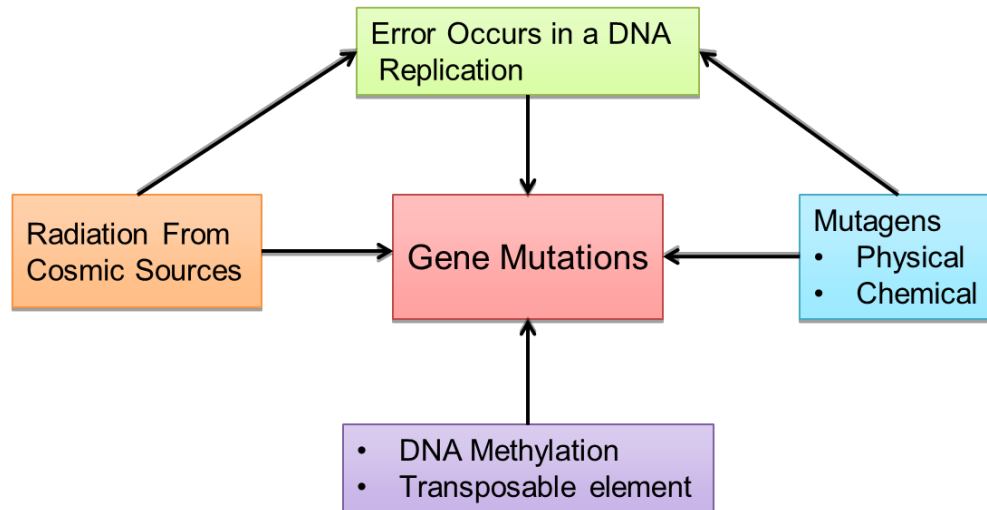 Error Occurs in a DNA
Replication
Radiation From
Cosmic Sources
Gene Mutations
Mutagens
• Physical
• Chemical
• DNA Methylation
• Transposable element